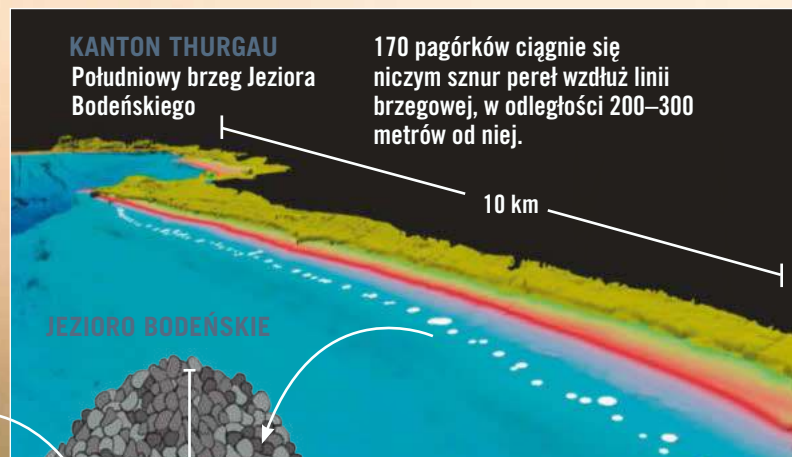 KANTON THURGAU
Południowy brzeg Jeziora
Bodeńskiego
170 pagórków ciągnie się
niczym sznur pereł wzdłuż linii
brzegowej, w odległości 200–300
metrów od niej.
10 km
JEZIORO BODEŃSKIE